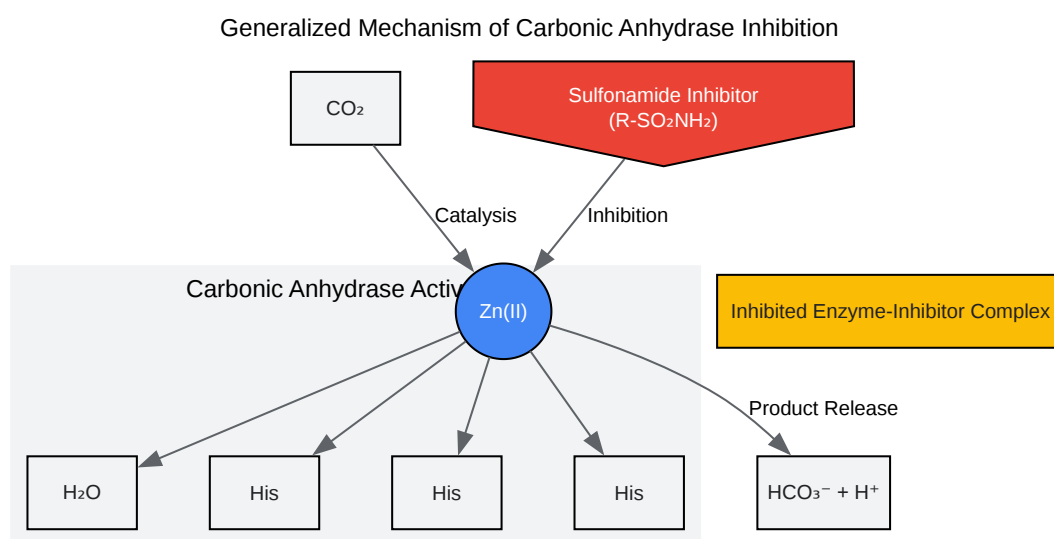 Generalized Mechanism of Carbonic Anhydrase Inhibition
CO₂
Sulfonamide Inhibitor
(R-SO₂NH₂)
Catalysis
Inhibition
Carbonic Anhydrase Activ
Zn(II)
Inhibited Enzyme-Inhibitor Complex
Product Release
H₂O
His
His
His
HCO₃⁻ + H⁺